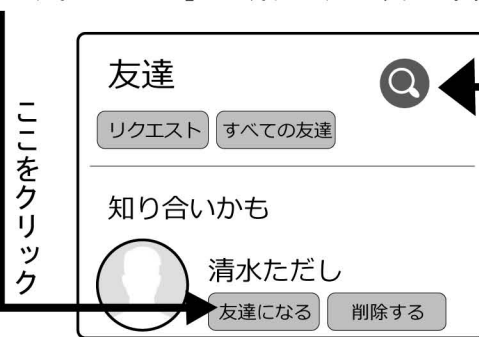 友達
リクエスト すべての友達
知り合いかも
清水ただし
友達になる 削除する
ここをクリック